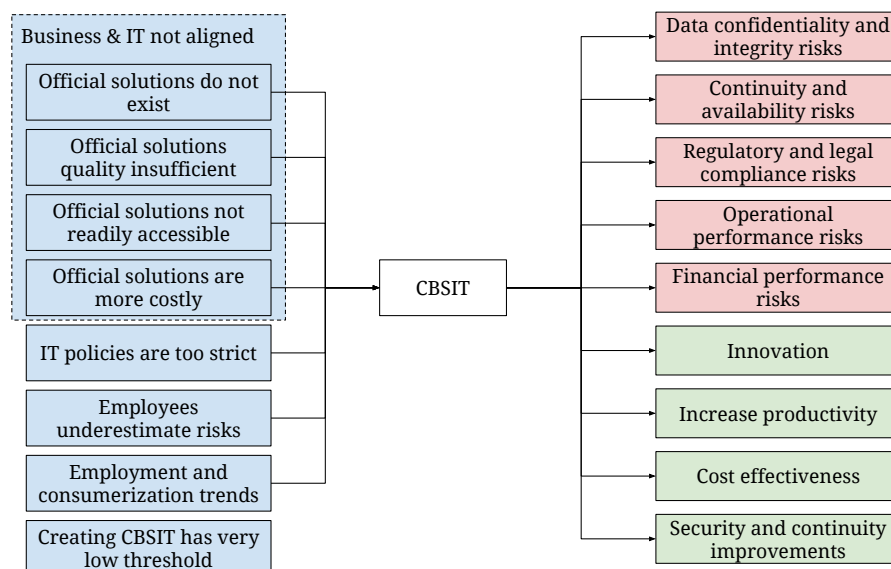 Business & IT not aligned
Official solutions do not
exist
Official solutions
quality insufficient
Official solutions not
readily accessible
Official solutions are
more costly
IT policies are too strict
Employees
underestimate risks
Employment and
consumerization trends
Creating CBSIT has very
low threshold
CBSIT
Data confidentiality and
integrity risks
Continuity and
availability risks
Regulatory and legal
compliance risks
Operational
performance risks
Financial performance
risks
Innovation
Increase productivity
Cost effectiveness
Security and continuity
improvements